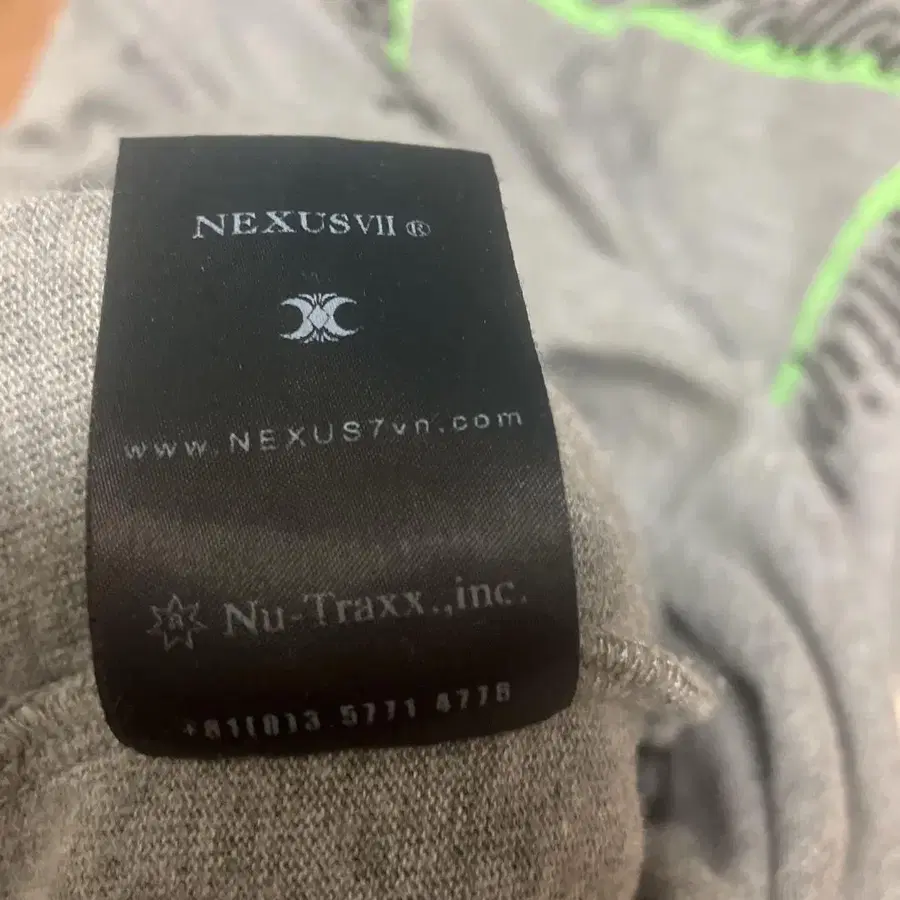 NEXUSVII ®
www.NEXUS7vn.com
Nu-Traxx.,inc.
+81(0)3 5771 4778